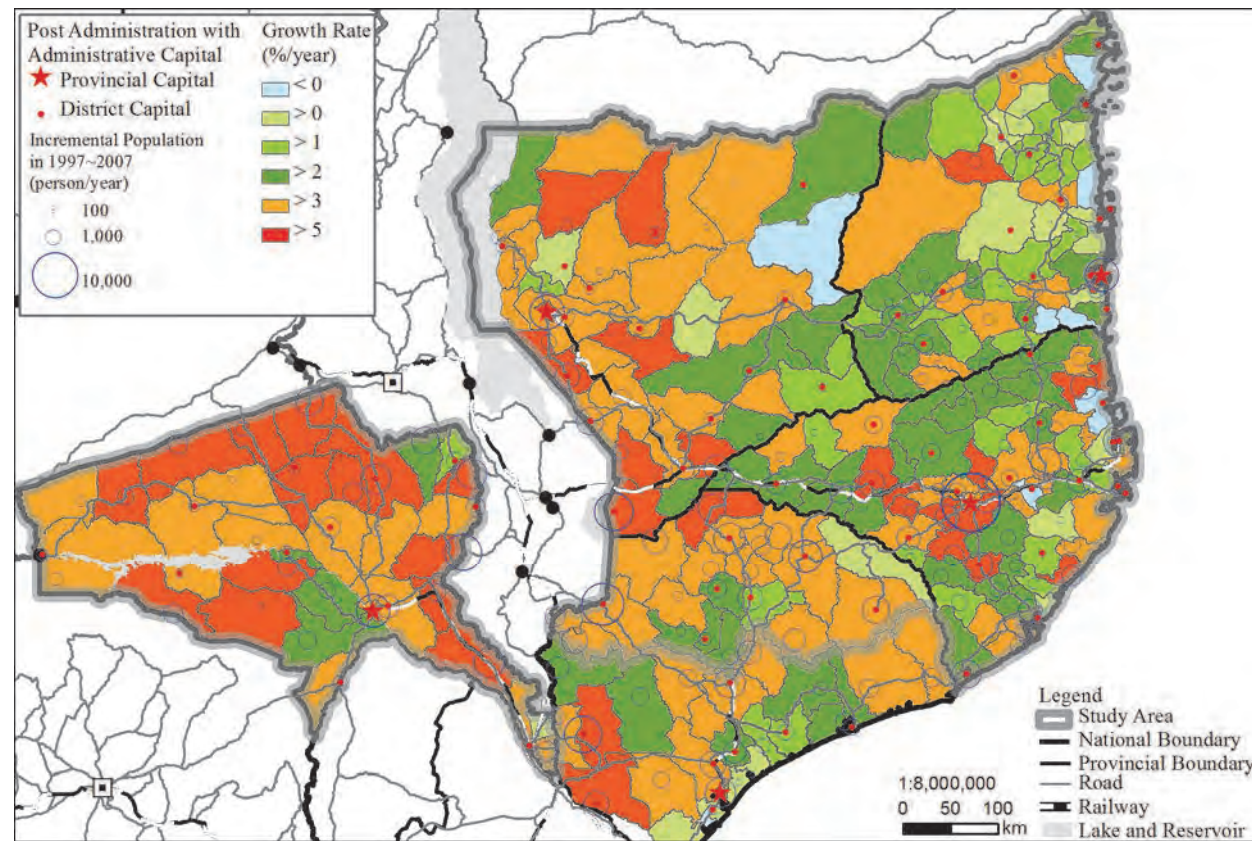 Post Administration with
Administrative Capital
Provincial Capital
District Capital
Incremental Population
in 1997~2007
(person/year)
100
1,000
10,000
Growth Rate
(%/year)
< 0
> 0
> 1
> 2
> 3
> 5
Legend
Study Area
National Boundary
Provincial Boundary
Road
Railway
Lake and Reservoir
1:8,000,000
0 50 100
km